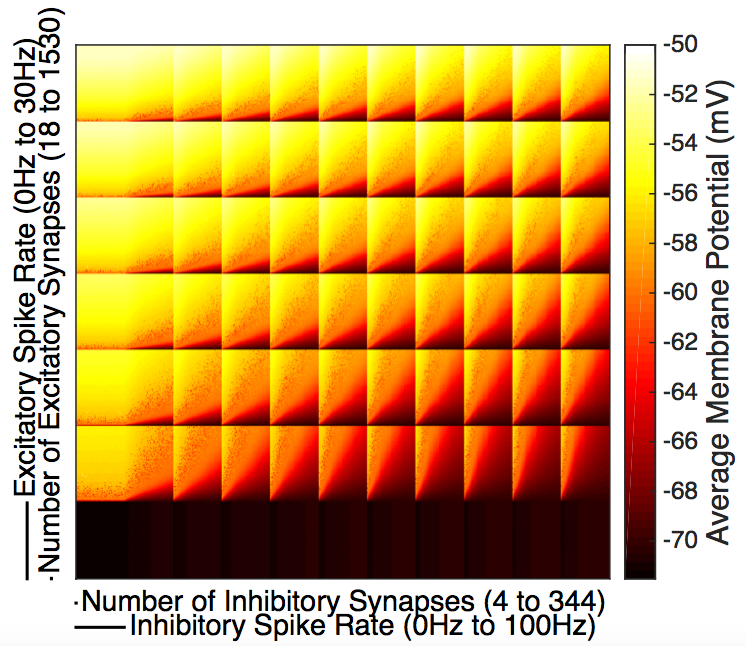 Excitatory Spike Rate (0Hz to 30Hz)
·Number of Excitatory Synapses (18 to 1530)
-50
-52
-54
-56
-58
-60
-62
-64
-66
-68
-70
Average Membrane Potential (mV)
·Number of Inhibitory Synapses (4 to 344)
Inhibitory Spike Rate (0Hz to 100Hz)